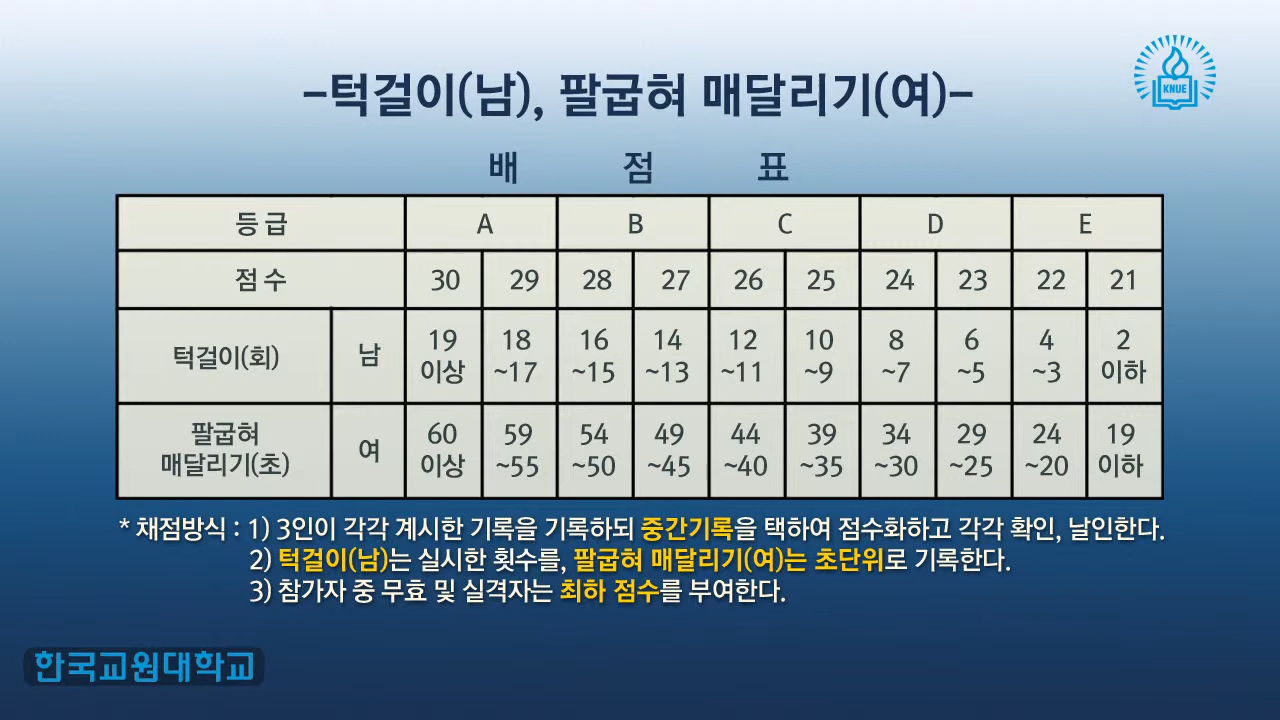 -턱걸이(남), 팔굽혀 매달리기(여)-
KNUE
배 점 표
등 급 A B C D E
점 수 30 29 28 27 26 25 24 23 22 21
턱걸이(회) 남 19 이상 18 ~17 16 ~15 14 ~13 12 ~11 10 ~9 8 ~7 6 ~5 4 ~3 2 이하
팔굽혀 매달리기(초) 여 60 이상 59 ~55 54 ~50 49 ~45 44 ~40 39 ~35 34 ~30 29 ~25 24 ~20 19 이하
* 채점방식 : 1) 3인이 각각 계시한 기록을 기록하되 중간기록을 택하여 점수화하고 각각 확인, 날인한다.
2) 턱걸이(남)는 실시한 횟수를, 팔굽혀 매달리기(여)는 초단위로 기록한다.
3) 참가자 중 무효 및 실격자는 최하 점수를 부여한다.
한국교원대학교